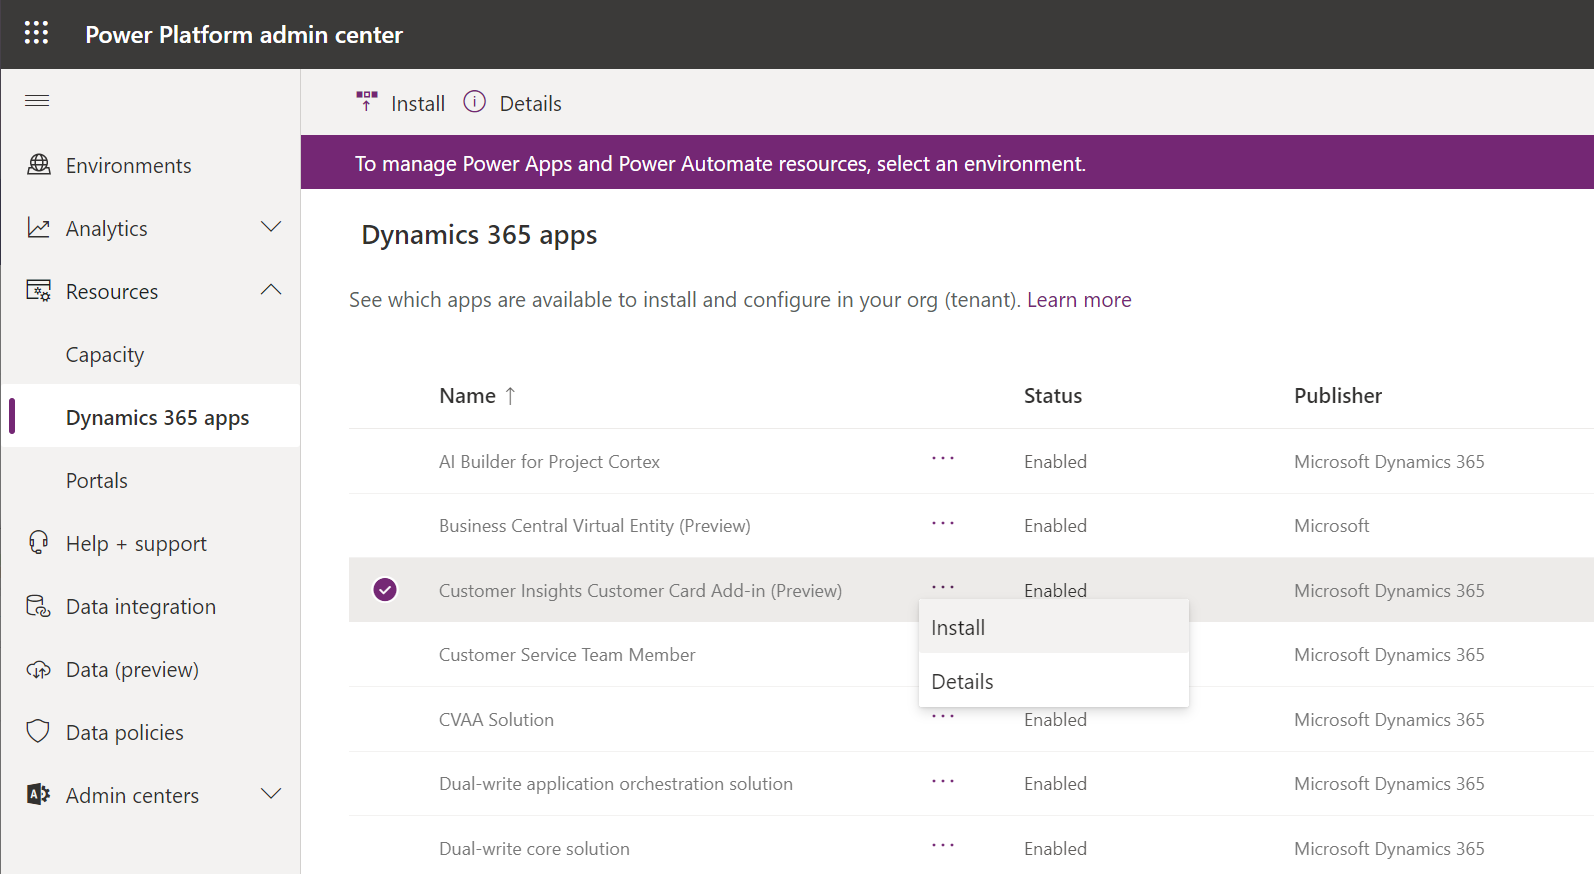 Power Platform admin center
Install Details
To manage Power Apps and Power Automate resources, select an environment.
Environments
Analytics
Resources
Capacity
Dynamics 365 apps
Portals
Help + support
Data integration
Data (preview)
Data policies
Admin centers
Dynamics 365 apps
See which apps are available to install and configure in your org (tenant). Learn more
Name ↑ Status Publisher
AI Builder for Project Cortex ... Enabled Microsoft Dynamics 365
Business Central Virtual Entity (Preview) ... Enabled Microsoft
Customer Insights Customer Card Add-in (Preview) ... Enabled Microsoft Dynamics 365
Install
Customer Service Team Member Microsoft Dynamics 365
Details
CVAA Solution ... Enabled Microsoft Dynamics 365
Dual-write application orchestration solution ... Enabled Microsoft Dynamics 365
Dual-write core solution ... Enabled Microsoft Dynamics 365